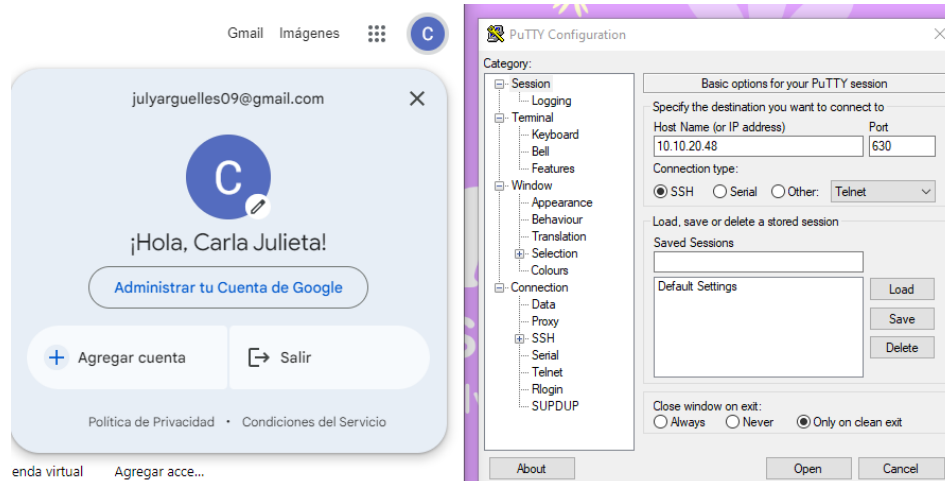 Gmail Imágenes C
julyarguelles09@gmail.com
C
¡Hola, Carla Julieta!
Administrar tu Cuenta de Google
Agregar cuenta
Salir
Política de Privacidad • Condiciones del Servicio
enda virtual Agregar acce...
PuTTY Configuration
Category:
Session
Logging
Terminal
Keyboard
Bell
Features
Window
Appearance
Behaviour
Translation
Selection
Colours
Connection
Data
Proxy
SSH
Serial
Telnet
Rlogin
SUPDUP
Basic options for your PuTTY session
Specify the destination you want to connect to
Host Name (or IP address) Port
10.10.20.48 630
Connection type:
SSH Serial Other: Telnet
Load, save or delete a stored session
Saved Sessions
Default Settings
Load
Save
Delete
Close window on exit:
Always Never Only on clean exit
About Open Cancel